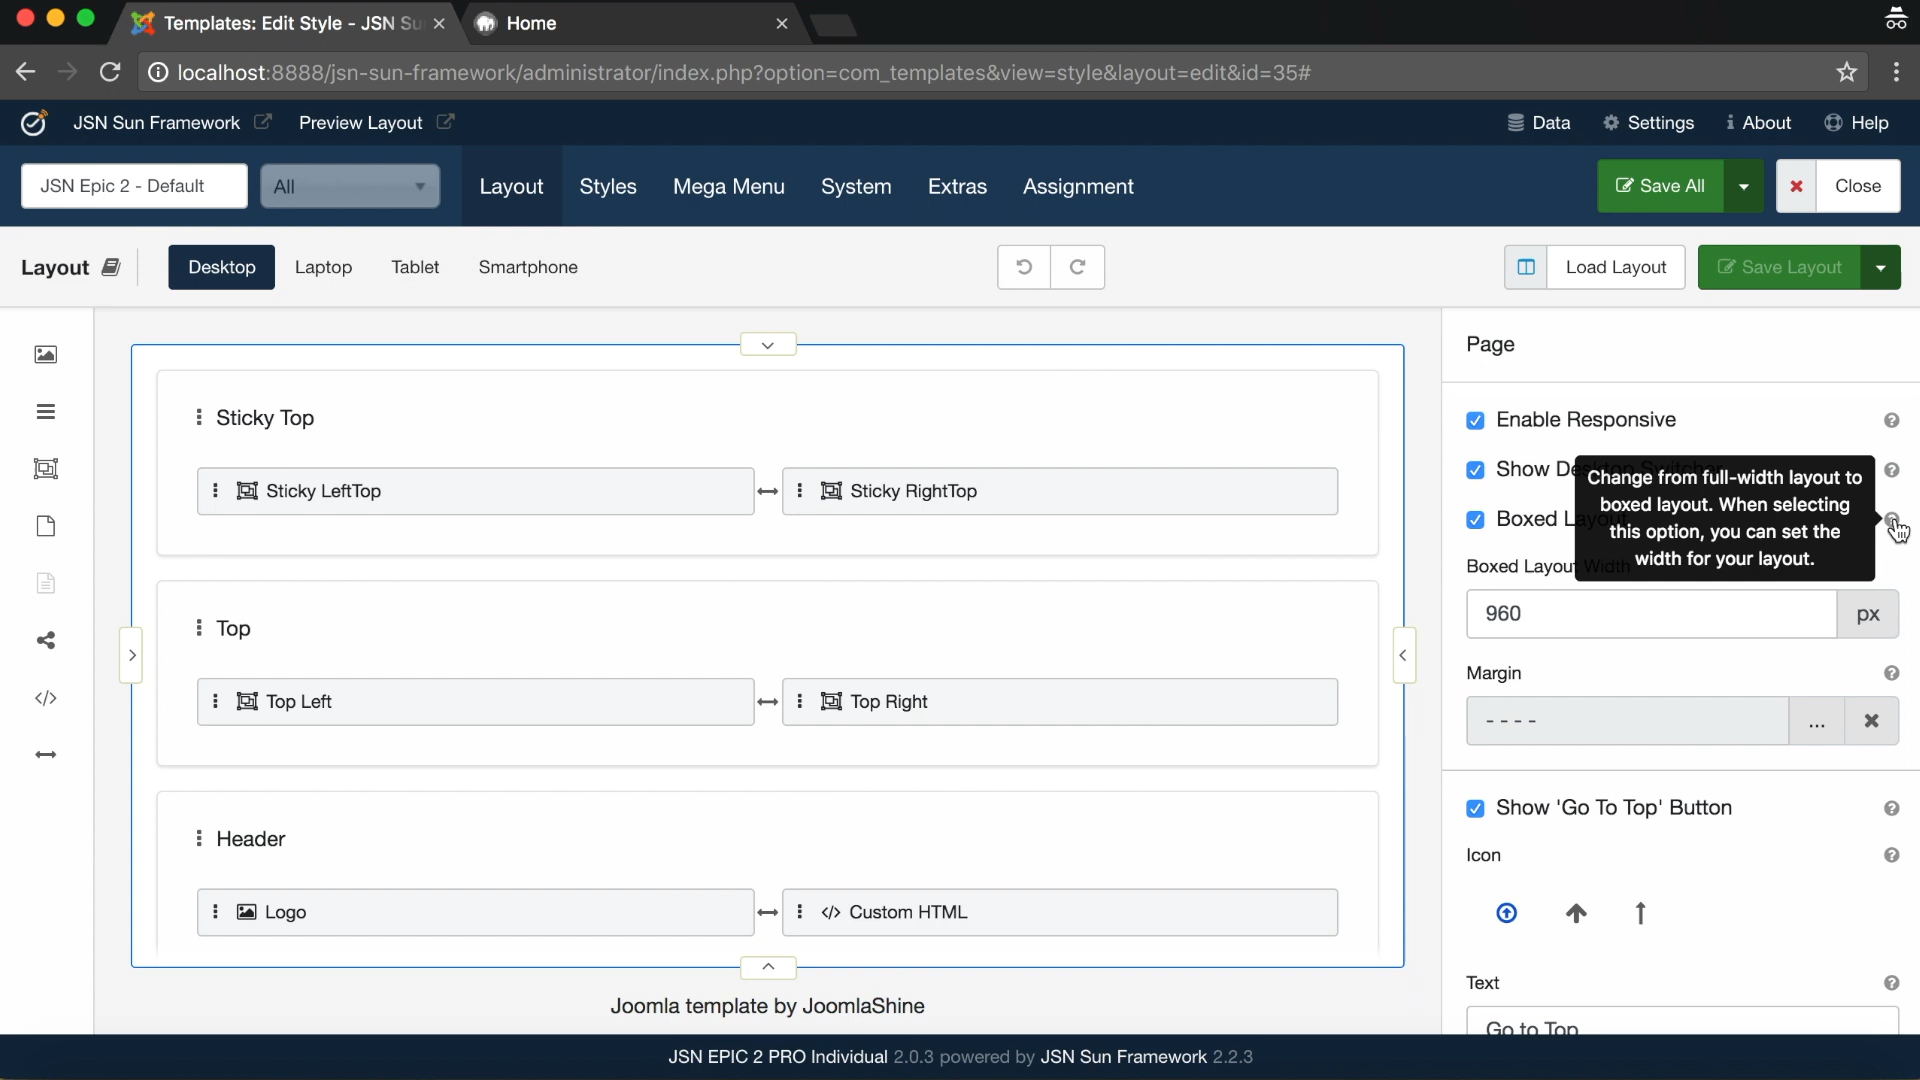 Templates: Edit Style - JSN Su
Home
localhost:8888/jsn-sun-framework/administrator/index.php?option=com_templates&view=style&layout=edit&id=35#
JSN Sun Framework Preview Layout Data Settings About Help
JSN Epic 2 - Default All Layout Styles Mega Menu System Extras Assignment Save All Close
Layout Desktop Laptop Tablet Smartphone Load Layout Save Layout
Page
Enable Responsive
Show Desktop Switcher
Change from full-width layout to
boxed layout. When selecting
this option, you can set the
width for your layout.
Boxed Layout
Boxed Layout Width
960 px
Margin
- - - - ...
Show 'Go To Top' Button
Icon
Text
Go to Top
Sticky Top
Sticky LeftTop Sticky RightTop
Top
Top Left Top Right
Header
Logo </> Custom HTML
Joomla template by JoomlaShine
JSN EPIC 2 PRO Individual 2.0.3 powered by JSN Sun Framework 2.2.3